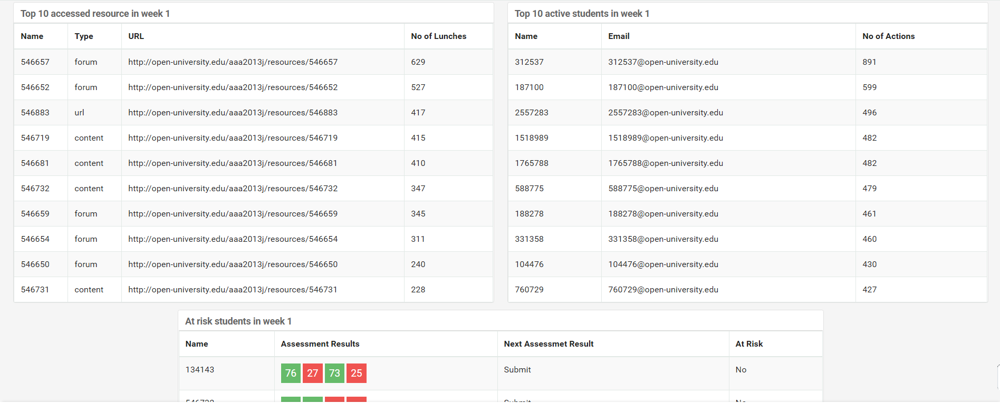 Top 10 accessed resource in week 1
Name Type URL No of Lunches
546657 forum http://open-university.edu/aaa2013j/resources/546657 629
546652 forum http://open-university.edu/aaa2013j/resources/546652 527
546883 url http://open-university.edu/aaa2013j/resources/546883 417
546719 content http://open-university.edu/aaa2013j/resources/546719 415
546681 content http://open-university.edu/aaa2013j/resources/546681 410
546732 content http://open-university.edu/aaa2013j/resources/546732 347
546659 forum http://open-university.edu/aaa2013j/resources/546659 345
546654 forum http://open-university.edu/aaa2013j/resources/546654 311
546650 forum http://open-university.edu/aaa2013j/resources/546650 240
546731 content http://open-university.edu/aaa2013j/resources/546731 228
Top 10 active students in week 1
Name Email No of Actions
312537 312537@open-university.edu 891
187100 187100@open-university.edu 599
2557283 2557283@open-university.edu 496
1518989 1518989@open-university.edu 482
1765788 1765788@open-university.edu 482
588775 588775@open-university.edu 479
188278 188278@open-university.edu 461
331358 331358@open-university.edu 460
104476 104476@open-university.edu 430
760729 760729@open-university.edu 427
At risk students in week 1
Name Assessment Results Next Assessmet Result At Risk
134143 76 27 73 25 Submit No
Submit No